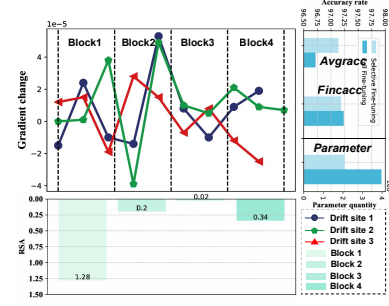 1e−5
Block1
Block2
Block3
Block4
Gradient change
4
2
0
−2
−4
0.00
0.25
0.50
0.75
1.00
1.25
1.50
RSA
1.28
0.2
0.02
0.34
Accuracy rate
96.50
96.75
97.00
97.25
97.50
97.75
98.00
Avgracc
Fincacc
Selective Fine-tuning
Full Fine-tuning
Parameter
0
1
2
3
4
Parameter quantity
Drift site 1
Drift site 2
Drift site 3
Block 1
Block 2
Block 3
Block 4